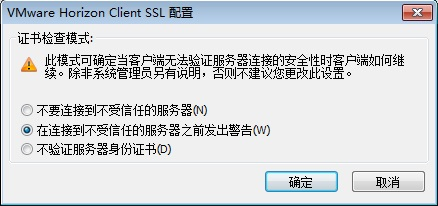 VMware Horizon Client SSL 配置
证书检查模式:
此模式可确定当客户端无法验证服务器连接的安全性时客户端如何继
续。除非系统管理员另有说明，否则不建议您更改此设置。
不要连接到不受信任的服务器(N)
在连接到不受信任的服务器之前发出警告(W)
不验证服务器身份证书(D)
确定
取消